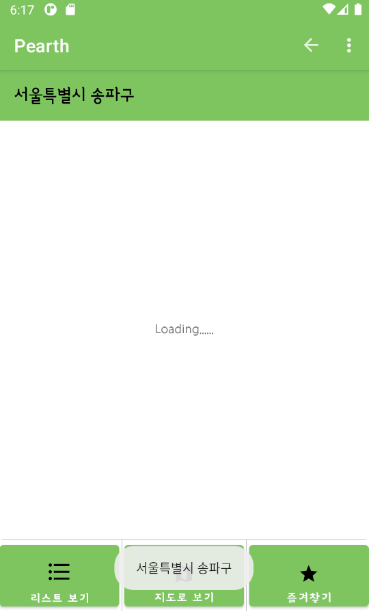 6:17
Pearth
서울특별시 송파구
Loading......
서울특별시 송파구
리스트 보기
지도로 보기
즐겨찾기